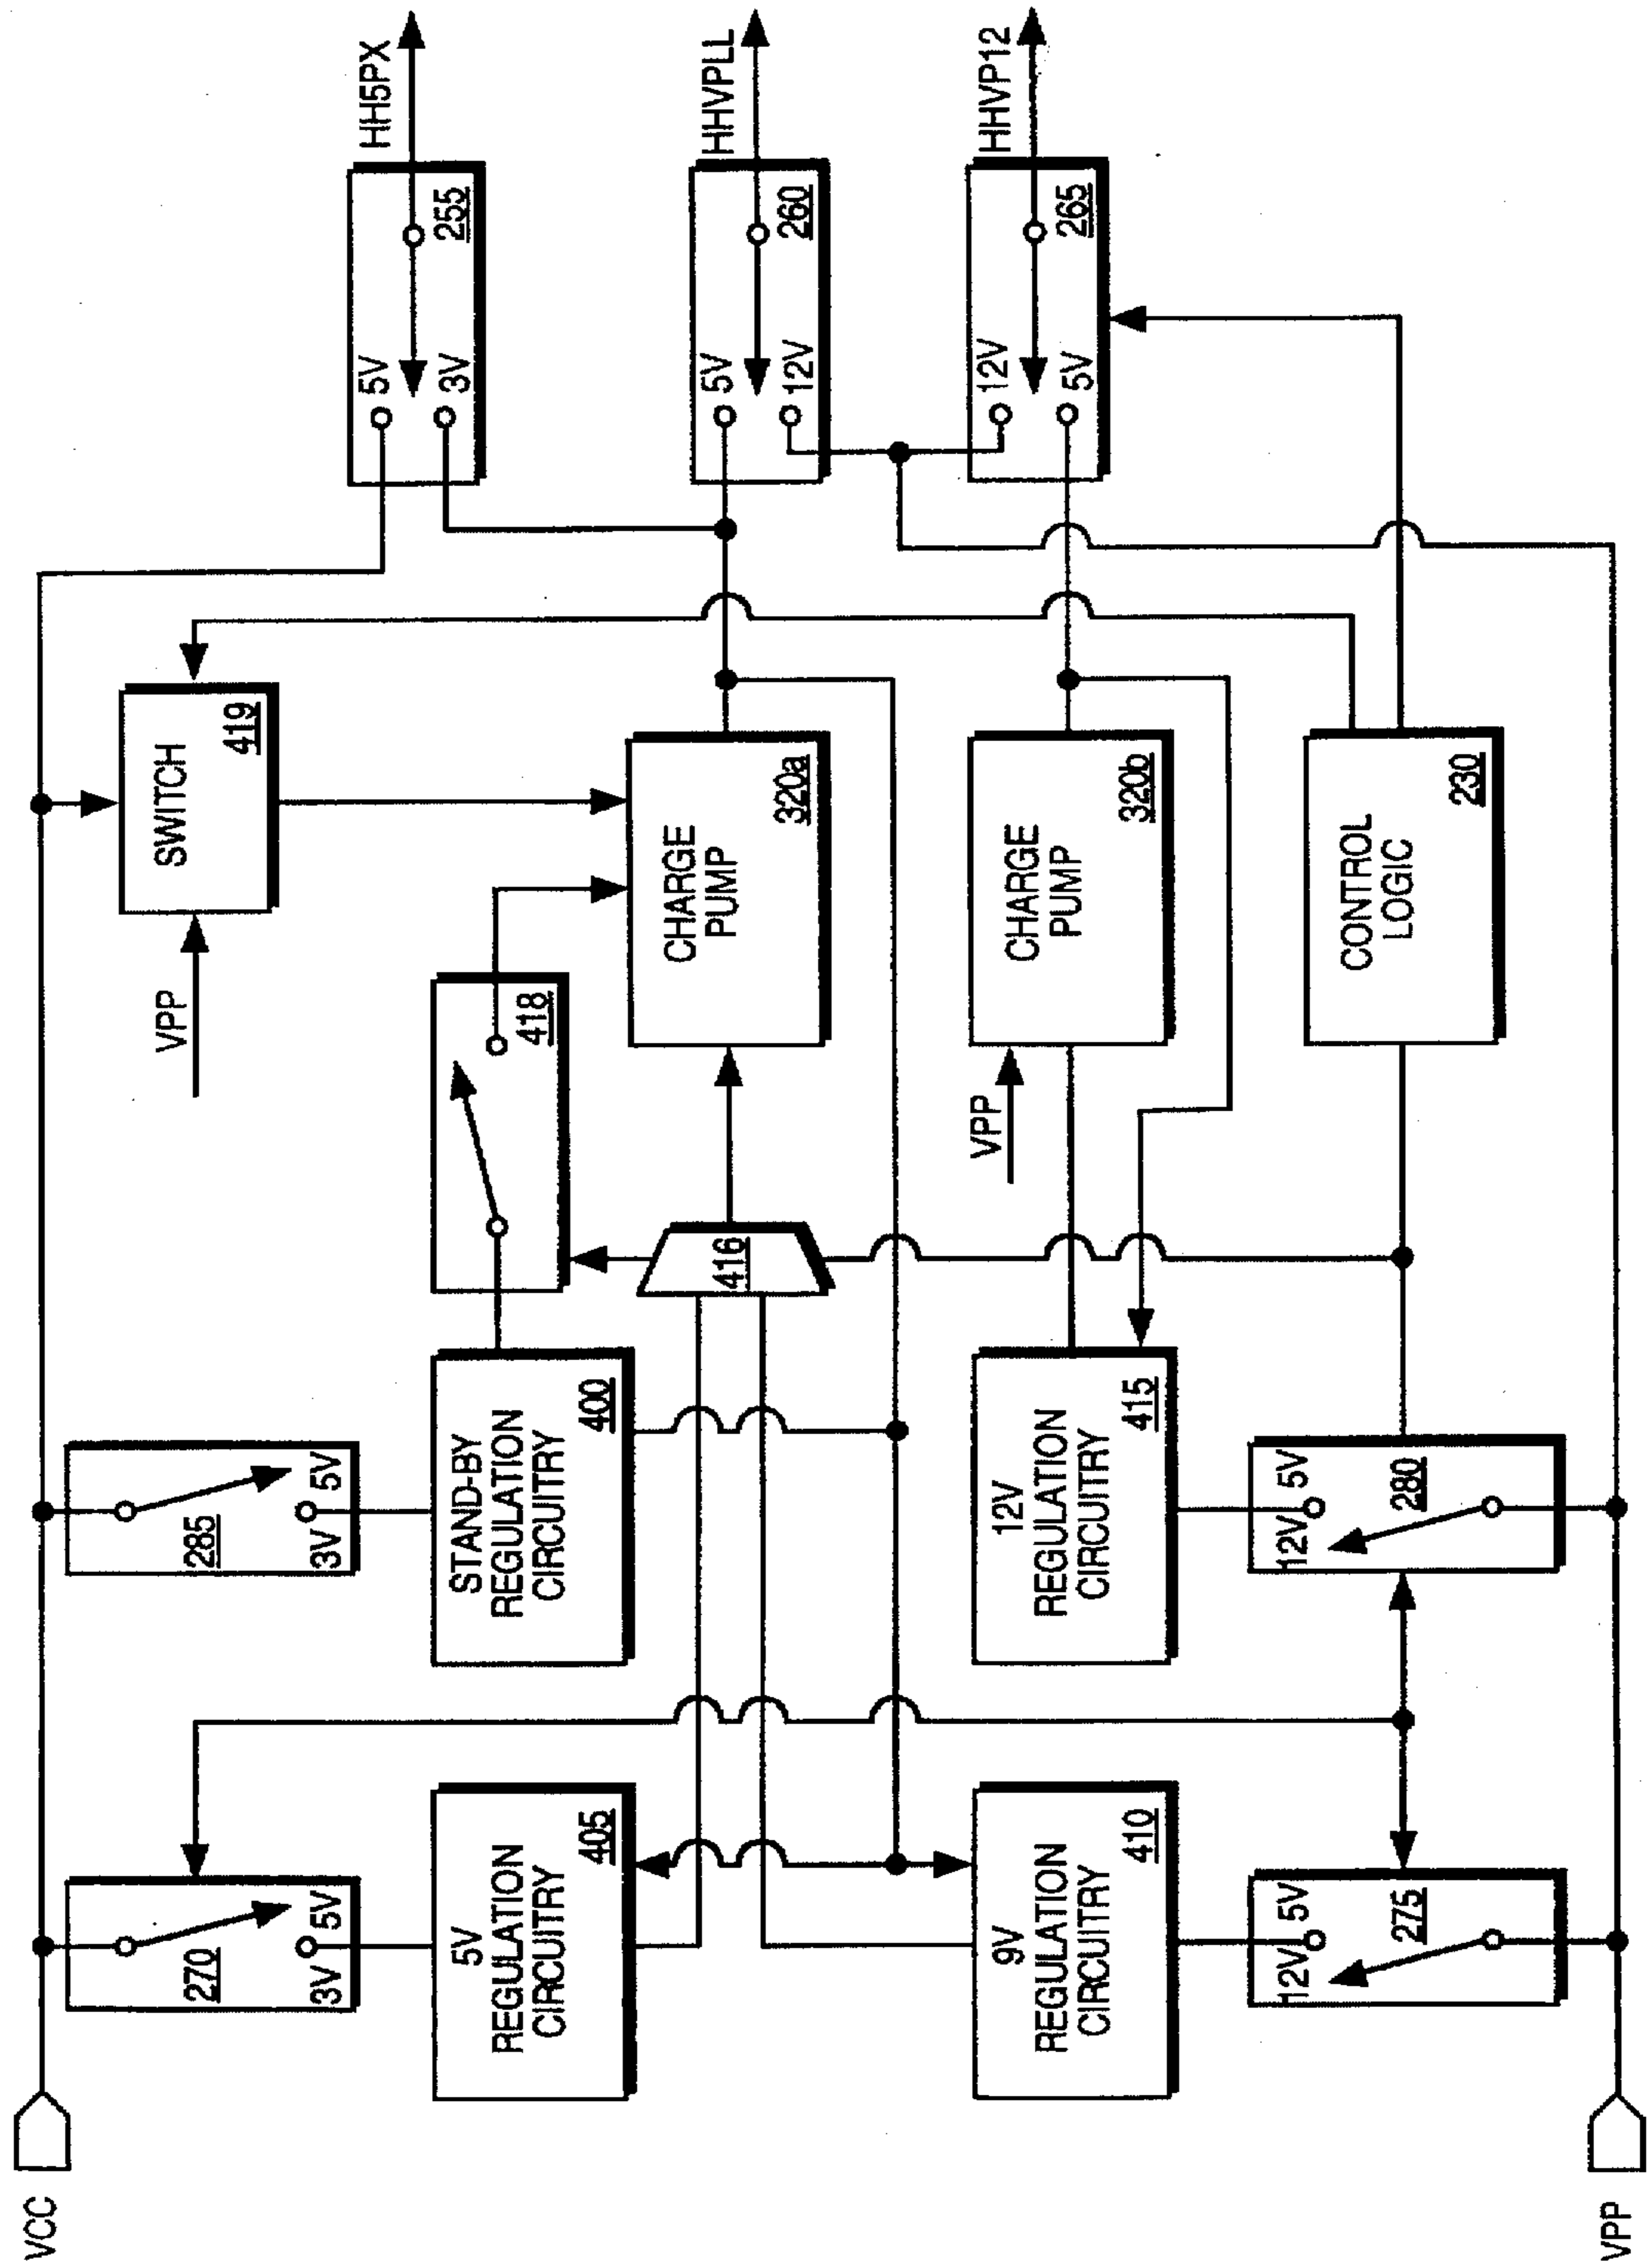 VCC
270
3V 5V
285
3V 5V
VPP
SWITCH
419
5V
3V
255
HH5PX
5V
REGULATION
CIRCUITRY
405
STAND-BY
REGULATION
CIRCUITRY
400
418
416
CHARGE
PUMP
320a
5V
12V
260
HHVPLL
9V
REGULATION
CIRCUITRY
410
12V
REGULATION
CIRCUITRY
415
VPP
CHARGE
PUMP
320b
12V
5V
265
HHVP12
12V 5V
275
12V 5V
280
CONTROL
LOGIC
230
VPP